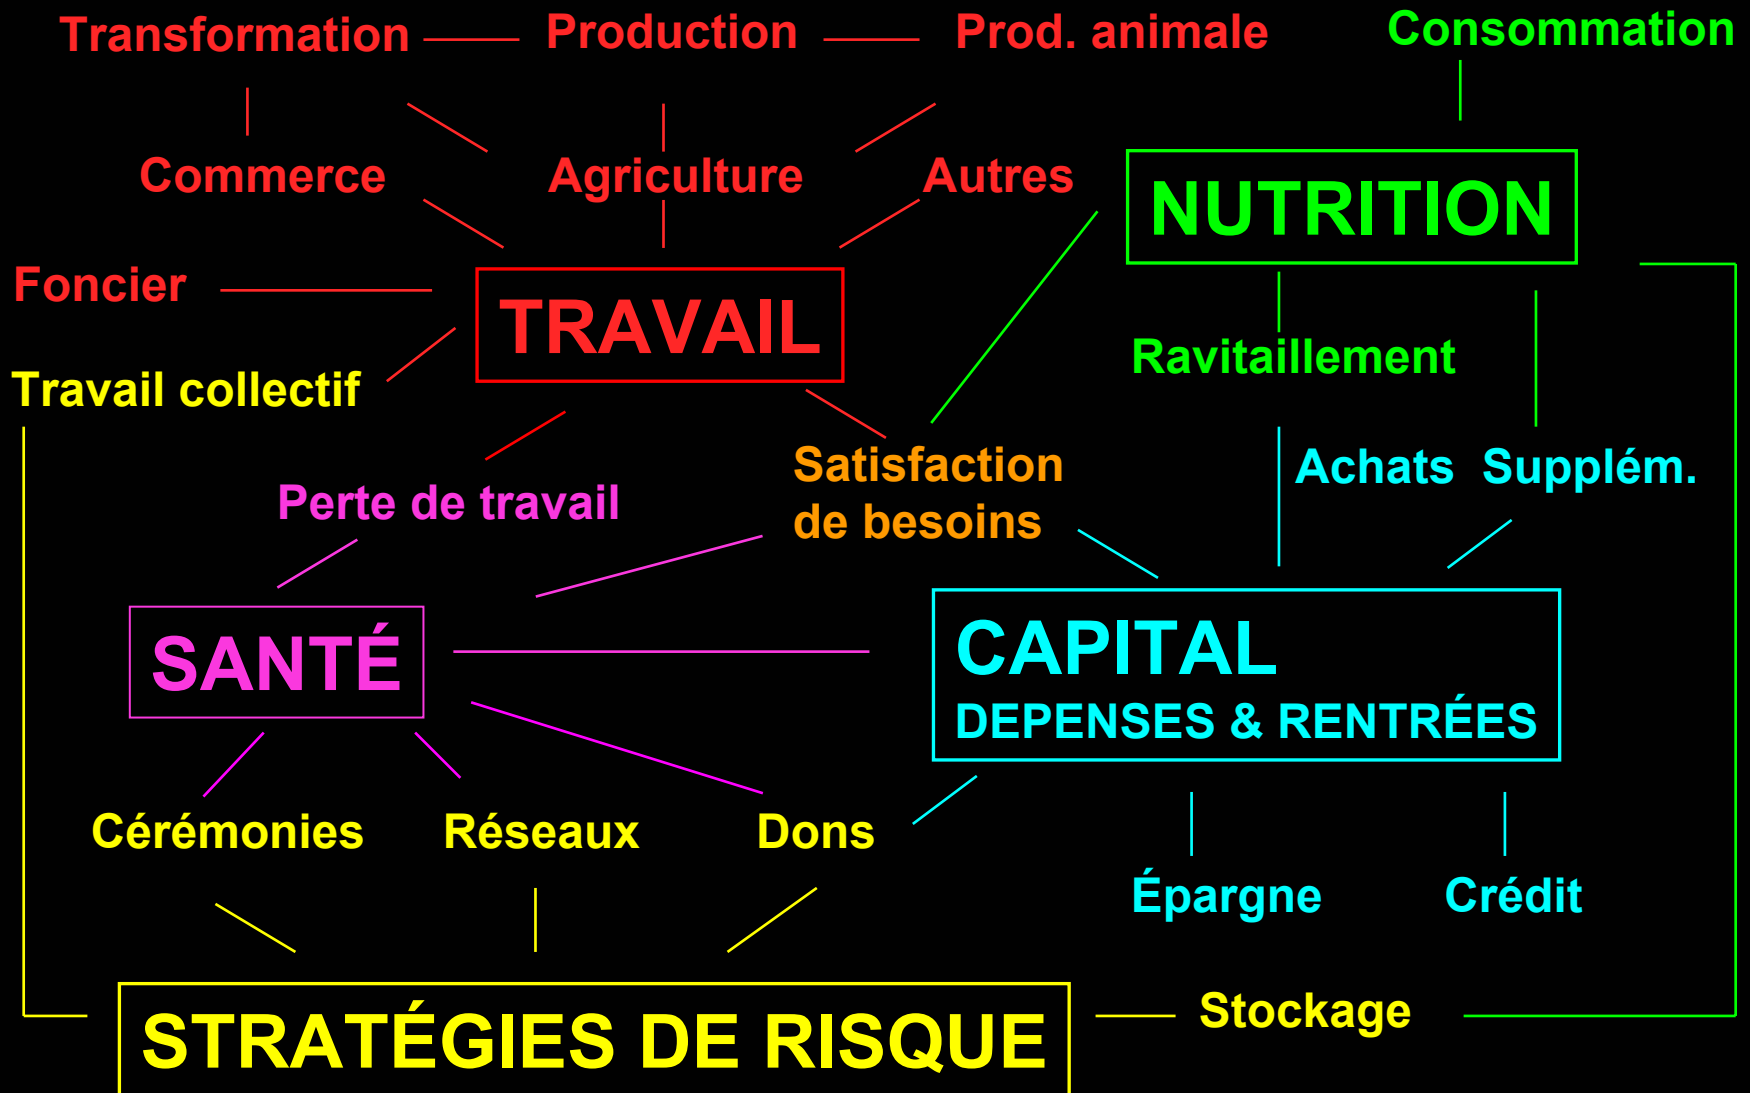 Transformation Production Prod. animale Consommation
Commerce Agriculture Autres
NUTRITION
Foncier
TRAVAIL
Ravitaillement
Travail collectif
Satisfaction
de besoins
Achats Supplém.
Perte de travail
SANTÉ
CAPITAL
DEPENSES & RENTRÉES
Cérémonies Réseaux Dons
Épargne Crédit
Stockage
STRATÉGIES DE RISQUE